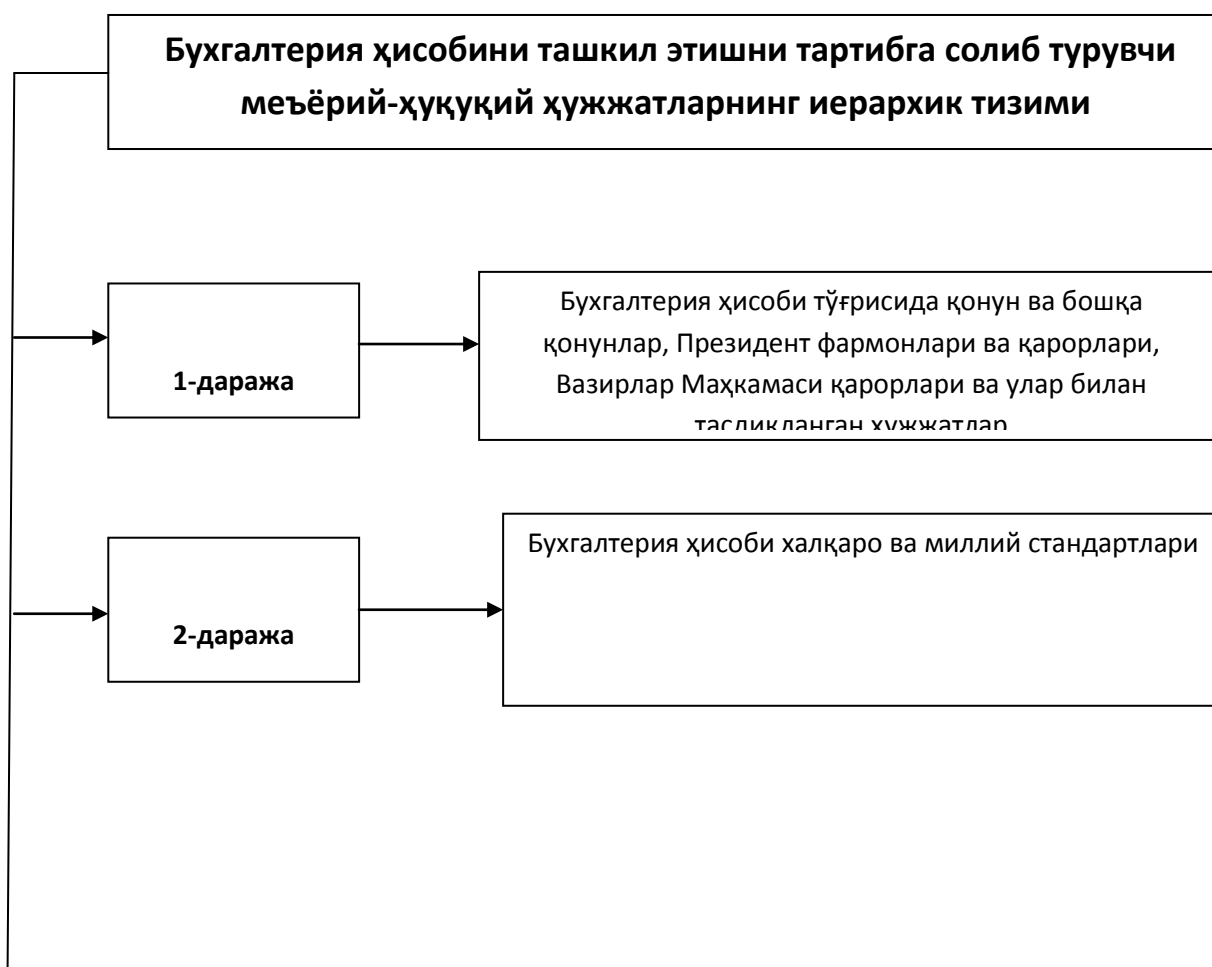 Бухгалтерия ҳисобини ташкил этишни тартибга солиб турувчи
меъёрий-ҳуқуқий ҳужжатларнинг иерархик тизими
1-даража
Бухгалтерия ҳисоби тўғрисида қонун ва бошқа
қонунлар, Президент фармонлари ва қарорлари,
Вазирлар Маҳкамаси қарорлари ва улар билан
тасдиқланган ҳужжатлар
2-даража
Бухгалтерия ҳисоби халқаро ва миллий стандартлари